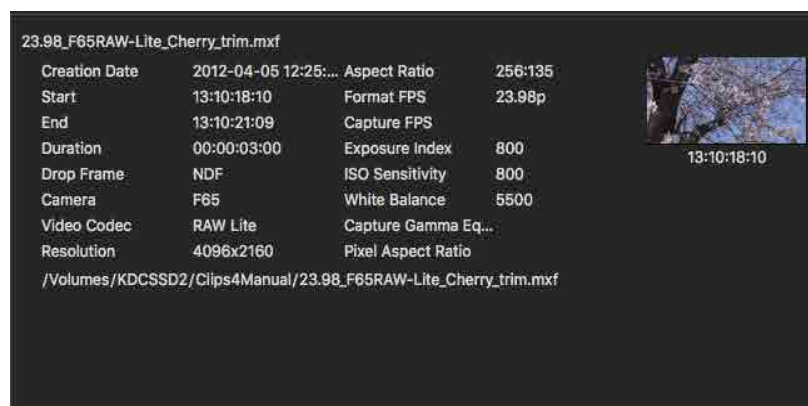 23.98_F65RAW-Lite_Cherry_trim.mxf
Creation Date 2012-04-05 12:25:... Aspect Ratio 256:135
Start 13:10:18:10 Format FPS 23.98p
End 13:10:21:09 Capture FPS
Duration 00:00:03:00 Exposure Index 800
13:10:18:10
Drop Frame NDF ISO Sensitivity 800
Camera F65 White Balance 5500
Video Codec RAW Lite Capture Gamma Eq...
Resolution 4096x2160 Pixel Aspect Ratio
/Volumes/KDCSSD2/Clips4Manual/23.98_F65RAW-Lite_Cherry_trim.mxf